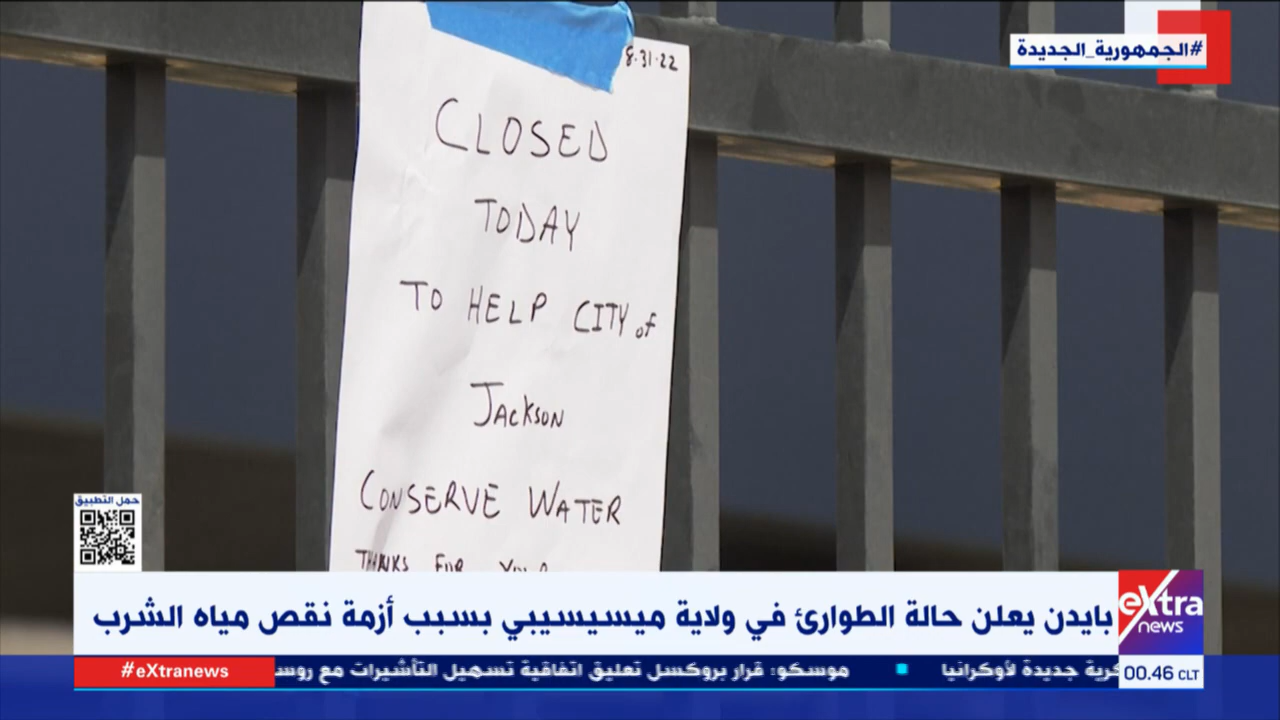 #الجمهورية_الجديدة
8.31.22
CLOSED
TODAY
TO HELP CITY of
JACKSON
CONSERVE WATER
THANKS FOR
حمل التطبيق
بايدن يعلن حالة الطوارئ في ولاية ميسيسيبي بسبب أزمة نقص مياه الشرب
eXtra
news
جديدة لأوكرانيا
موسكو: قرار بروكسل تعليق اتفاقية تسهيل التأشيرات مع
#eXtranews
00.46 CLT